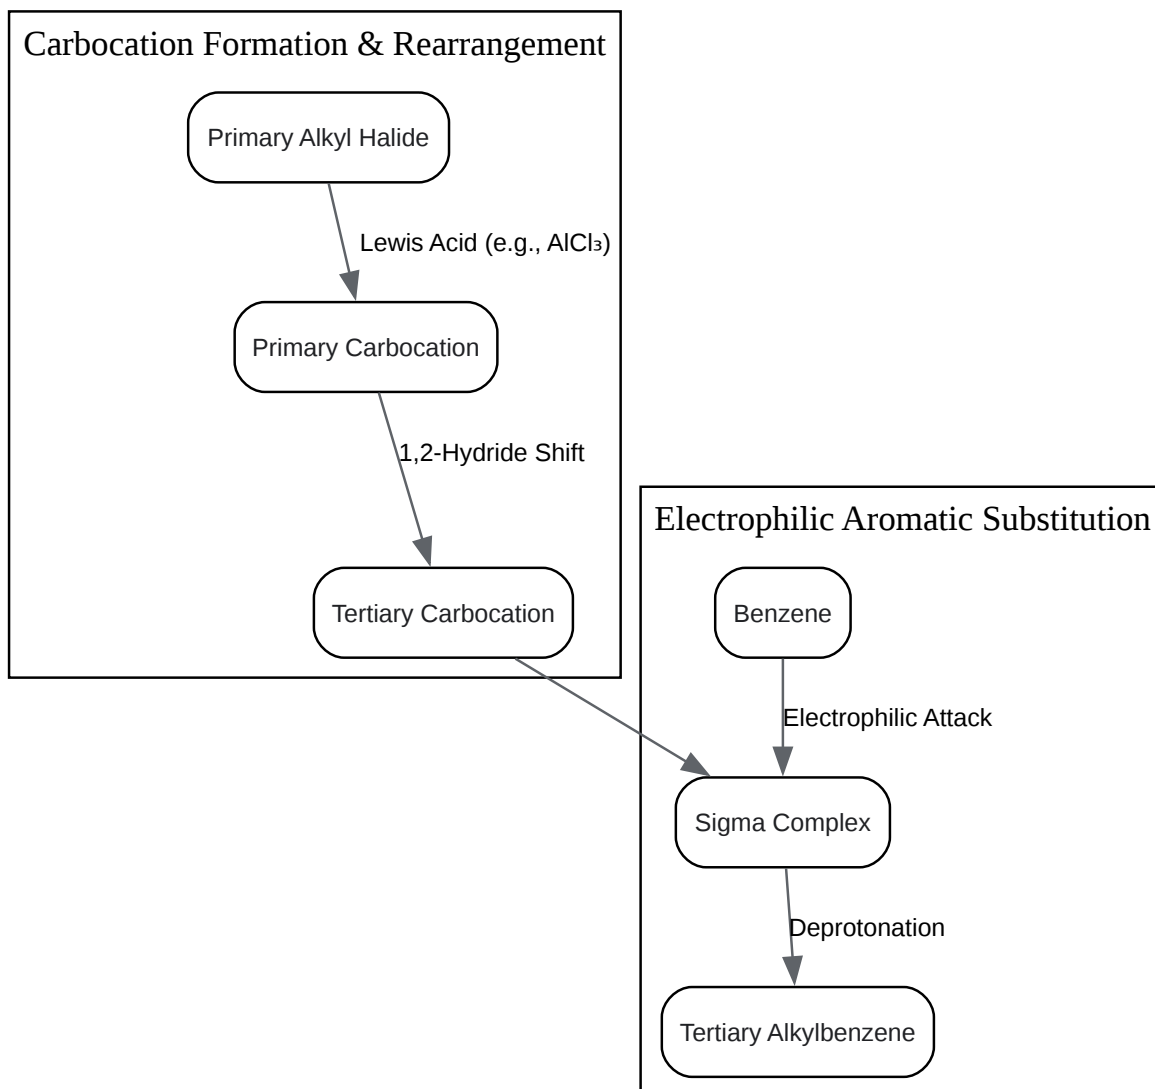 Carbocation Formation & Rearrangement
Primary Alkyl Halide
Lewis Acid (e.g., AlCl₃)
Primary Carbocation
1,2-Hydride Shift
Tertiary Carbocation
Electrophilic Aromatic Substitution
Benzene
Electrophilic Attack
Sigma Complex
Deprotonation
Tertiary Alkylbenzene